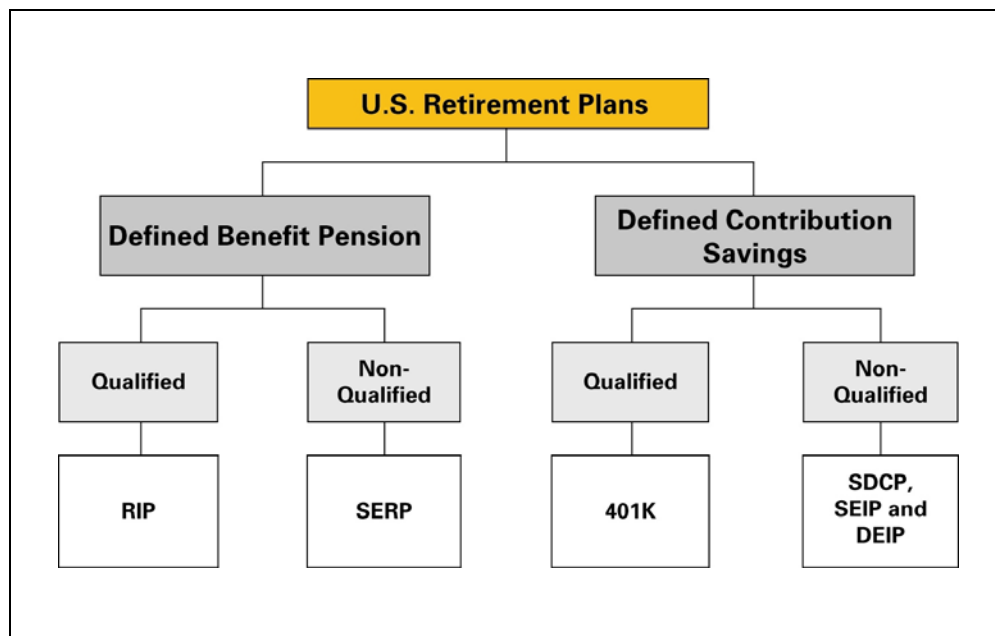 U.S. Retirement Plans
Defined Benefit Pension
Defined Contribution
Savings
Qualified
Non-
Qualified
Qualified
Non-
Qualified
RIP
SERP
401K
SDCP,
SEIP and
DEIP